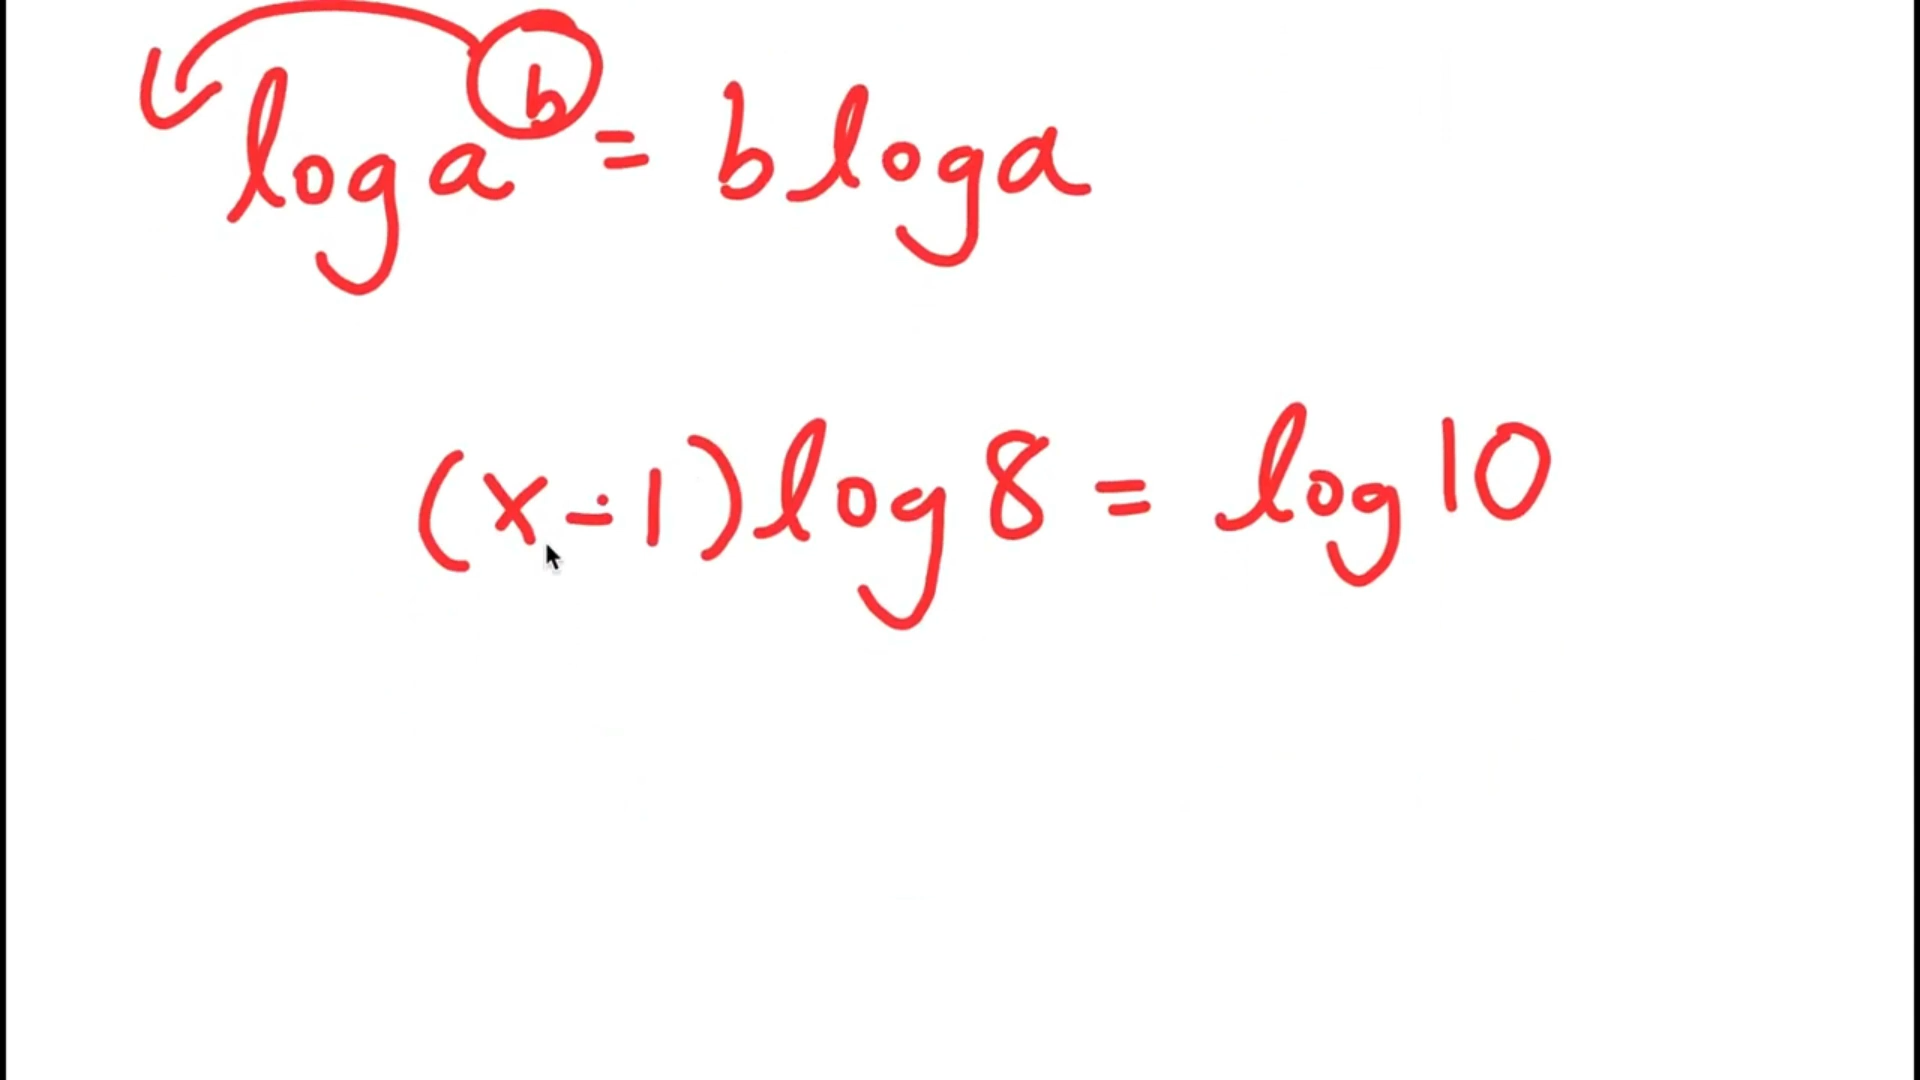 log a^b = b log a
(x-1) log 8 = log 10